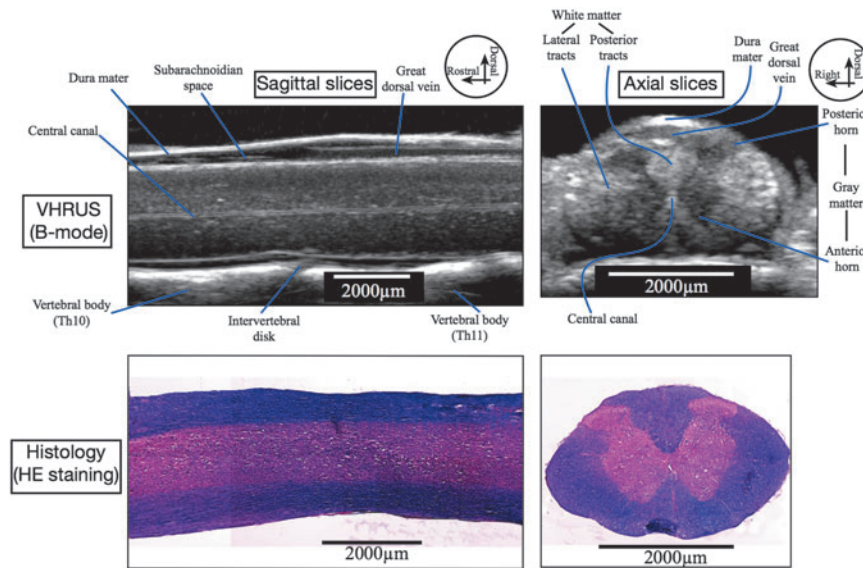 White matter
Lateral tracts
Posterior tracts
Dura mater
Great dorsal vein
Dorsal
Right
Dorsal
Rostral
Sagittal slices
Axial slices
Dura mater
Subarachnoidian space
Great dorsal vein
Central canal
Posterior horn
Gray matter
Anterior horn
VHRUS
(B-mode)
2000µm
2000µm
Vertebral body
(Th10)
Intervertebral
disk
Vertebral body
(Th11)
Central canal
Histology
(HE staining)
2000µm
2000µm